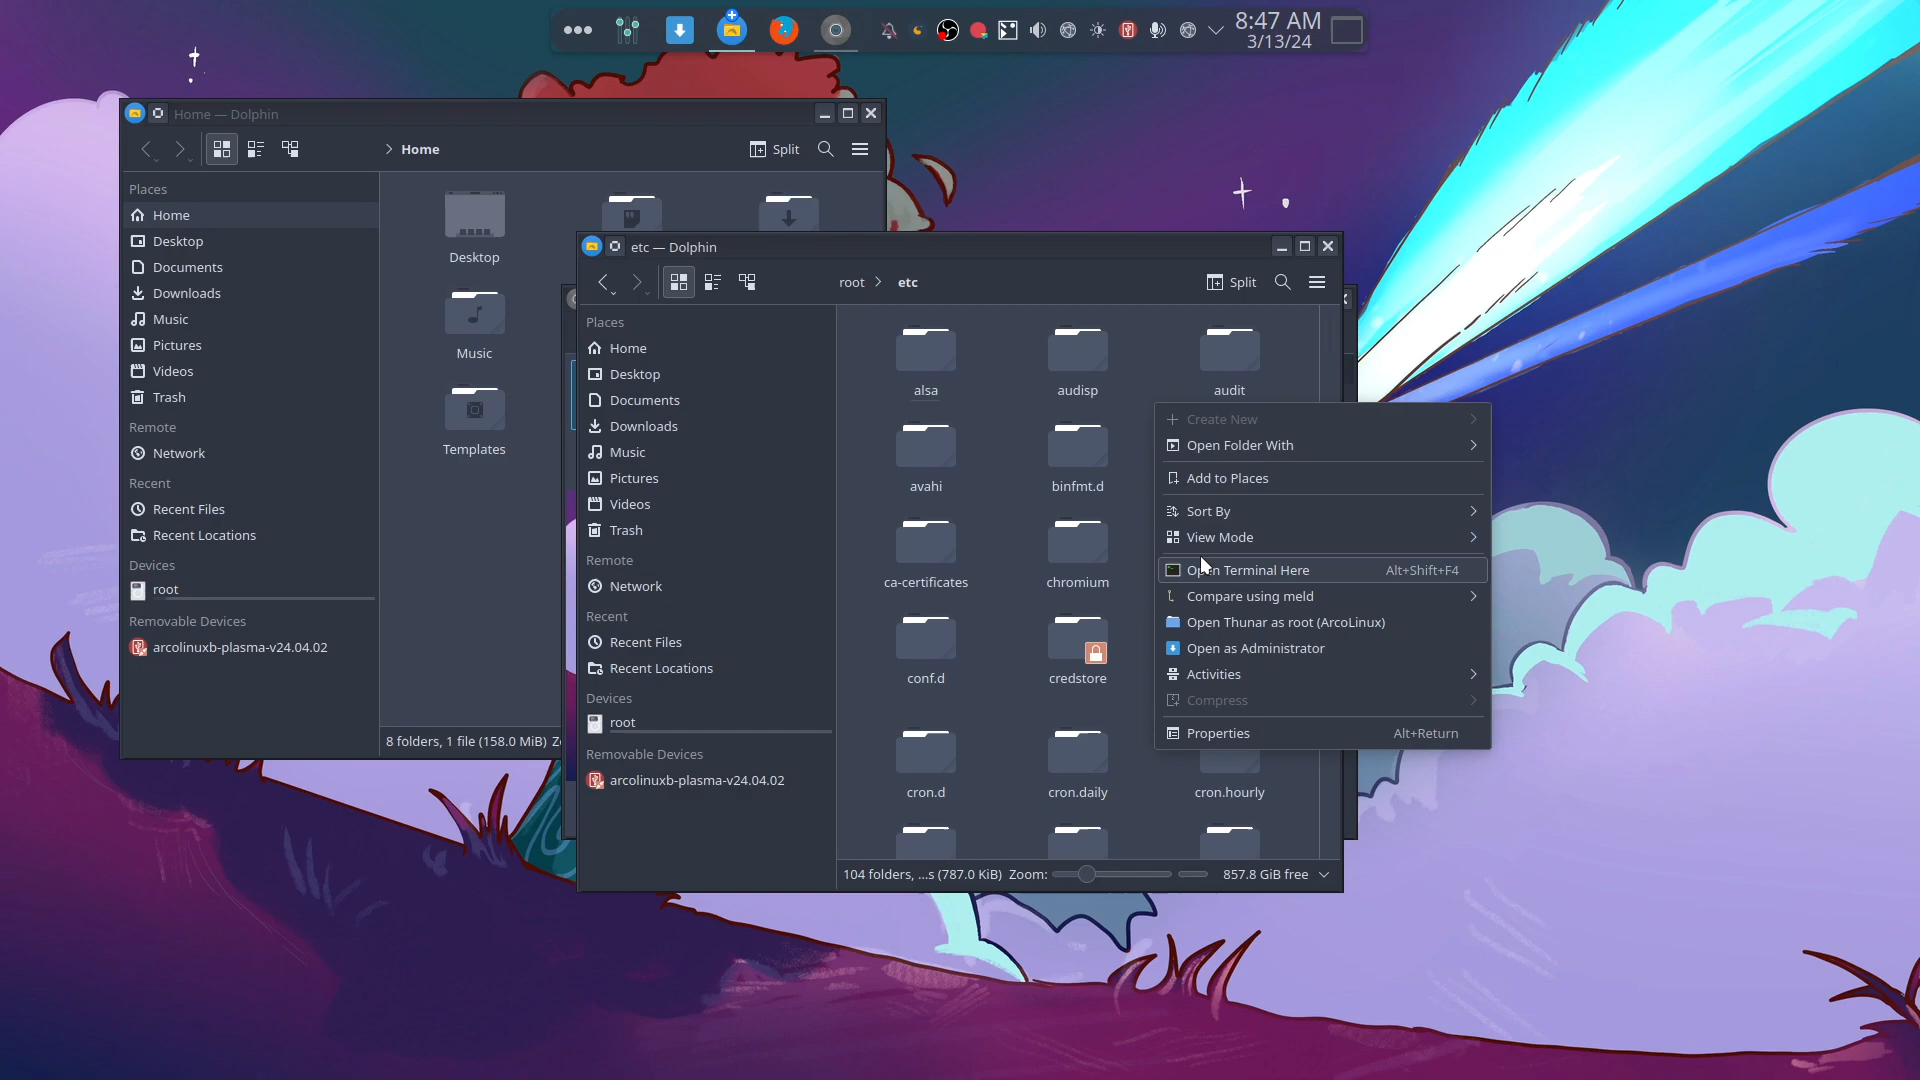 8:47 AM
3/13/24
Home — Dolphin
Home
Split
Places
Home
Desktop
Documents
Downloads
Music
Pictures
Videos
Trash
Remote
Network
Recent
Recent Files
Recent Locations
Devices
root
Removable Devices
arcolinuxb-plasma-v24.04.02
Desktop
Music
Templates
8 folders, 1 file (158.0 MiB)
etc — Dolphin
root
etc
Split
Places
Home
Desktop
Documents
Downloads
Music
Pictures
Videos
Trash
Remote
Network
Recent
Recent Files
Recent Locations
Devices
root
Removable Devices
arcolinuxb-plasma-v24.04.02
alsa
audisp
audit
avahi
binfmt.d
ca-certificates
chromium
conf.d
credstore
cron.d
cron.daily
cron.hourly
104 folders, ...s (787.0 KiB)
Zoom:
857.8 GiB free
Create New
Open Folder With
Add to Places
Sort By
View Mode
Open Terminal Here Alt+Shift+F4
Compare using meld
Open Thunar as root (ArcoLinux)
Open as Administrator
Activities
Compress
Properties Alt+Return